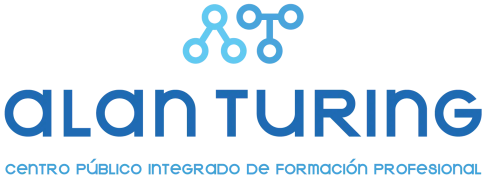 aLan TURING
CENTRO PÚBLICO INTEGRADO DE FORMACIÓN PROFESIONAL